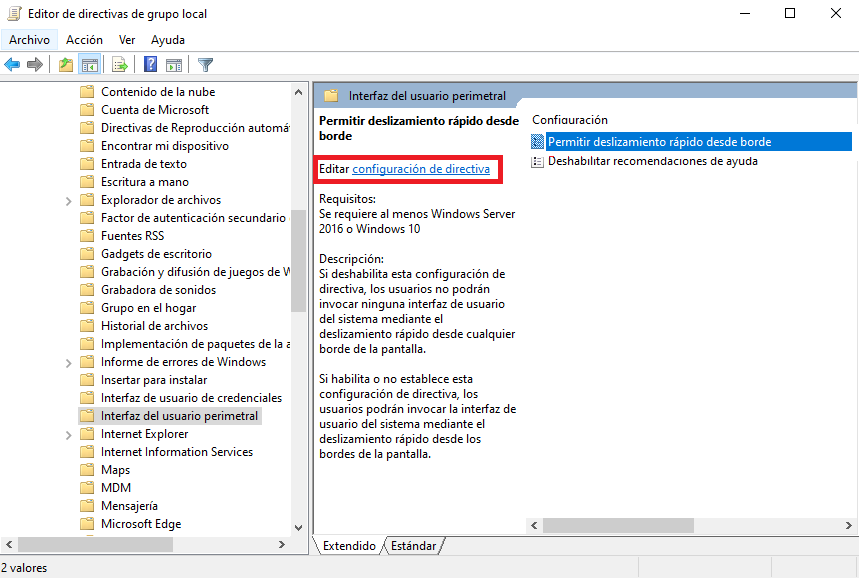 Editor de directivas de grupo local
Archivo Acción Ver Ayuda
Contenido de la nube
Cuenta de Microsoft
Directivas de Reproducción automá
Encontrar mi dispositivo
Entrada de texto
Escritura a mano
Explorador de archivos
Factor de autenticación secundario
Fuentes RSS
Gadgets de escritorio
Grabación y difusión de juegos de W
Grabadora de sonidos
Grupo en el hogar
Historial de archivos
Implementación de paquetes de la a
Informe de errores de Windows
Insertar para instalar
Interfaz de usuario de credenciales
Interfaz del usuario perimetral
Internet Explorer
Internet Information Services
Maps
MDM
Mensajería
Microsoft Edge
Interfaz del usuario perimetral
Permitir deslizamiento rápido desde
borde
Editar configuración de directiva
Requisitos:
Se requiere al menos Windows Server
2016 o Windows 10
Descripción:
Si deshabilita esta configuración de
directiva, los usuarios no podrán
invocar ninguna interfaz de usuario
del sistema mediante el
deslizamiento rápido desde cualquier
borde de la pantalla.
Si habilita o no establece esta
configuración de directiva, los
usuarios podrán invocar la interfaz de
usuario del sistema mediante el
deslizamiento rápido desde los
bordes de la pantalla.
Configuración
Permitir deslizamiento rápido desde borde
Deshabilitar recomendaciones de ayuda
Extendido Estándar
2 valores